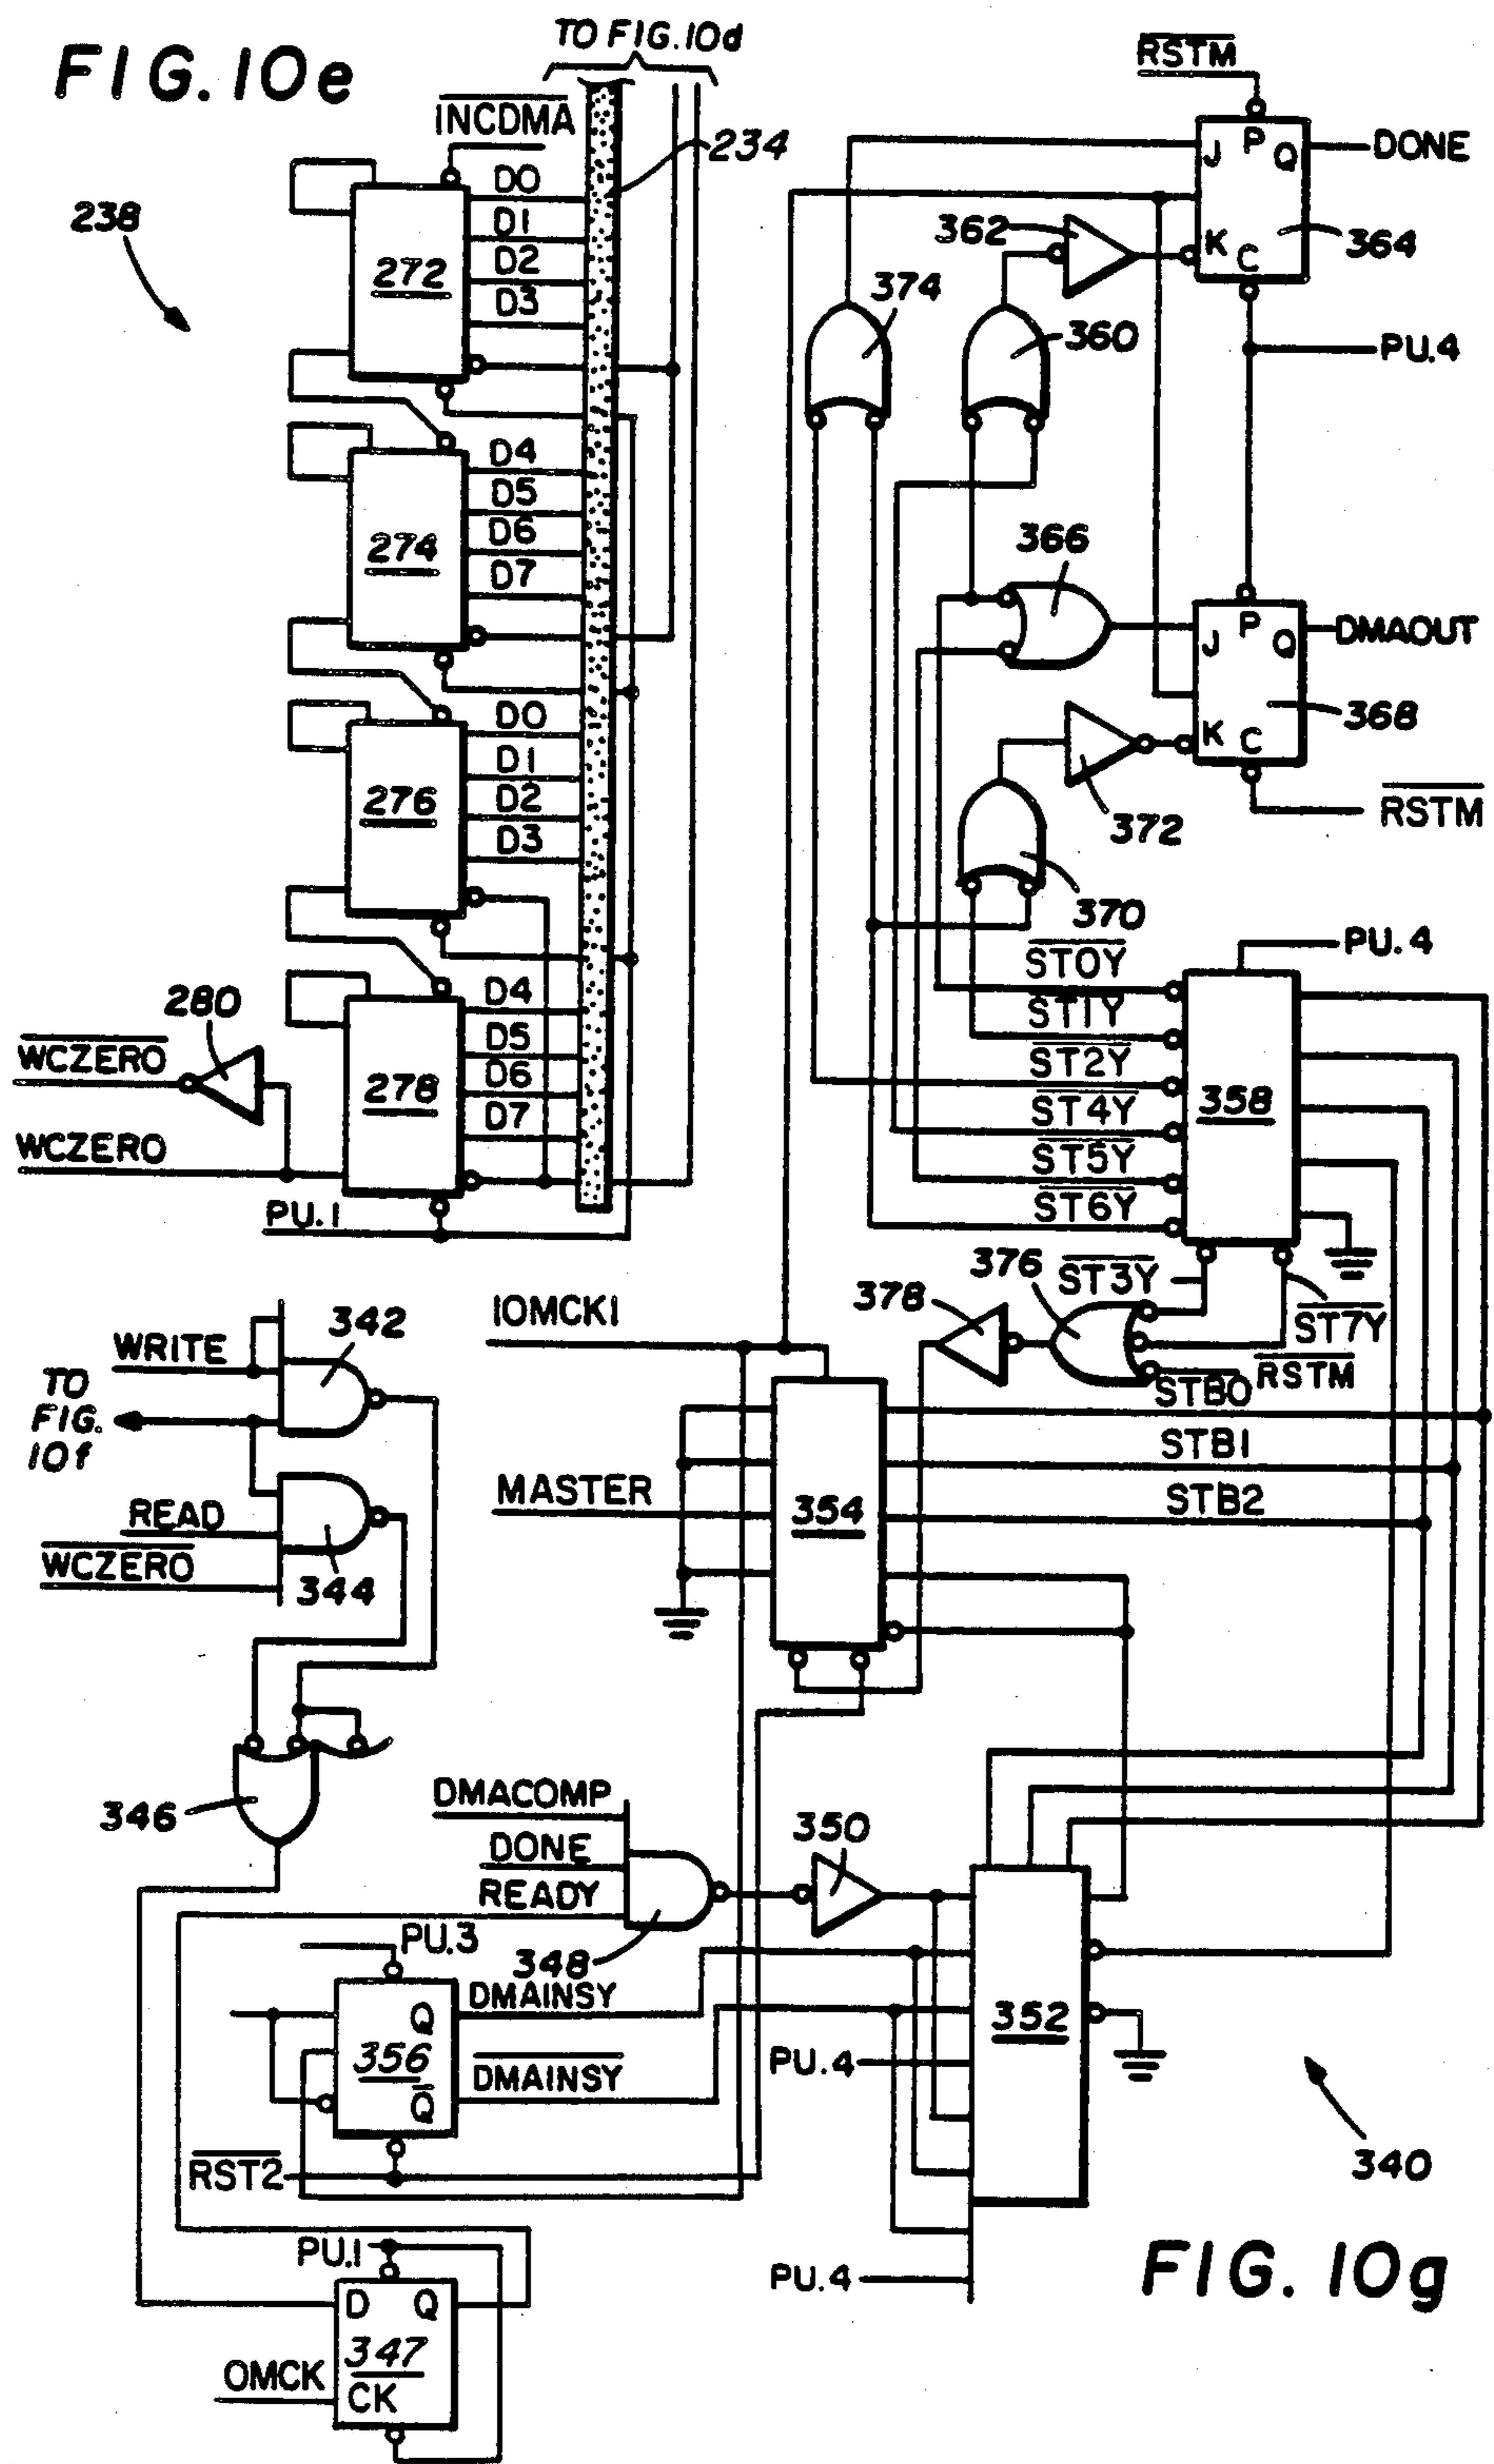 FIG. 10e
TO FIG. 10d
INCDMA
234
238
D0
D1
D2
D3
272
D4
D5
D6
D7
274
D0
D1
D2
D3
276
D4
D5
D6
D7
278
280
WCZERO
WCZERO
PU.1
RSTM
J
P
Q
DONE
K
C
364
362
374
360
PU.4
366
J
P
Q
DMAOUT
K
C
368
372
RSTM
370
PU.4
ST0Y
ST1Y
ST2Y
ST4Y
ST5Y
ST6Y
358
376
378
ST3Y
ST7Y
RSTM
10MCK1
STB0
STB1
STB2
MASTER
354
WRITE
342
TO
FIG.
10f
READ
WCZERO
344
346
DMACOMP
DONE
READY
348
350
PU.3
Q
356
Q
DMAINSY
DMAINSY
RST2
352
PU.4
PU.4
340
PU.1
D
Q
347
CK
OMCK
FIG. 10g